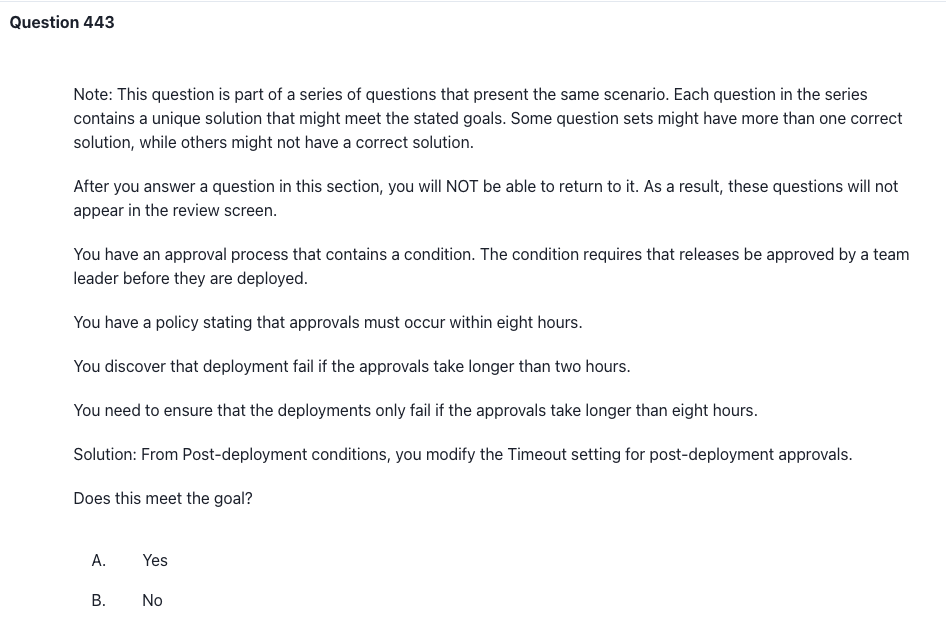 Question 443
Note: This question is part of a series of questions that present the same scenario. Each question in the series
contains a unique solution that might meet the stated goals. Some question sets might have more than one correct
solution, while others might not have a correct solution.
After you answer a question in this section, you will NOT be able to return to it. As a result, these questions will not
appear in the review screen.
You have an approval process that contains a condition. The condition requires that releases be approved by a team
leader before they are deployed.
You have a policy stating that approvals must occur within eight hours.
You discover that deployment fail if the approvals take longer than two hours.
You need to ensure that the deployments only fail if the approvals take longer than eight hours.
Solution: From Post-deployment conditions, you modify the Timeout setting for post-deployment approvals.
Does this meet the goal?
A. Yes
B. No